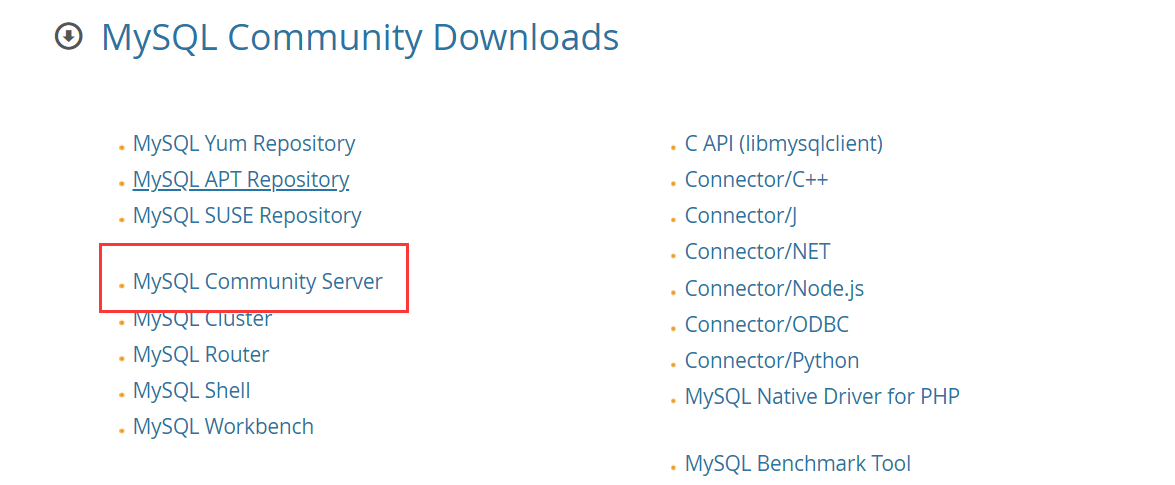 MySQL Community Downloads
MySQL Yum Repository
MySQL APT Repository
MySQL SUSE Repository
MySQL Community Server
MySQL Cluster
MySQL Router
MySQL Shell
MySQL Workbench
C API (libmysqlclient)
Connector/C++
Connector/J
Connector/NET
Connector/Node.js
Connector/ODBC
Connector/Python
MySQL Native Driver for PHP
MySQL Benchmark Tool